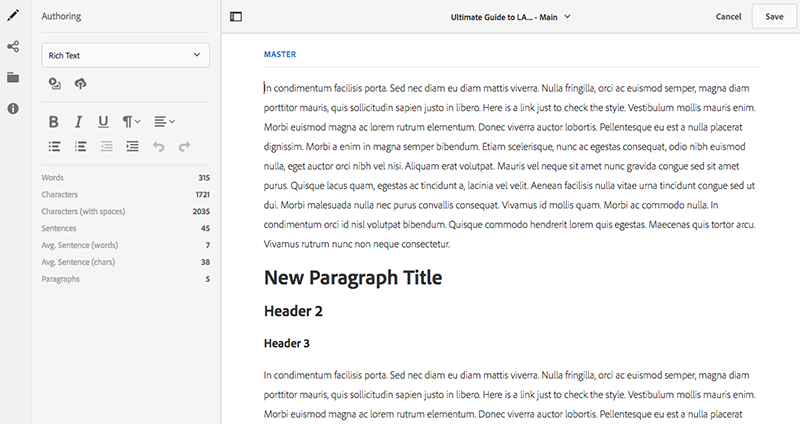 Authoring
Ultimate Guide to LA... - Main
Cancel
Save
Rich Text
B I U ¶
Words 315
Characters 1721
Characters (with spaces) 2035
Sentences 45
Avg. Sentence (words) 7
Avg. Sentence (chars) 38
Paragraphs 5
MASTER
In condimentum facilisis porta. Sed nec diam eu diam mattis viverra. Nulla fringilla, orci ac euismod semper, magna diam
porttitor mauris, quis sollicitudin sapien justo in libero. Here is a link just to check the style. Vestibulum mollis mauris enim.
Morbi euismod magna ac lorem rutrum elementum. Donec viverra auctor lobortis. Pellentesque eu est a nulla placerat
dignissim. Morbi a enim in magna semper bibendum. Etiam scelerisque, nunc ac egestas consequat, odio nibh euismod
nulla, eget auctor orci nibh vel nisi. Aliquam erat volutpat. Mauris vel neque sit amet nunc gravida congue sed sit amet
purus. Quisque lacus quam, egestas ac tincidunt a, lacinia vel velit. Aenean facilisis nulla vitae urna tincidunt congue sed ut
dui. Morbi malesuada nulla nec purus convallis consequat. Vivamus id mollis quam. Morbi ac commodo nulla. In
condimentum orci id nisl volutpat bibendum. Quisque commodo hendrerit lorem quis egestas. Maecenas quis tortor arcu.
Vivamus rutrum nunc non neque consectetur.
New Paragraph Title
Header 2
Header 3
In condimentum facilisis porta. Sed nec diam eu diam mattis viverra. Nulla fringilla, orci ac euismod semper, magna diam
porttitor mauris, quis sollicitudin sapien justo in libero. Here is a link just to check the style. Vestibulum mollis mauris enim.
Morbi euismod magna ac lorem rutrum elementum. Donec viverra auctor lobortis. Pellentesque eu est a nulla placerat